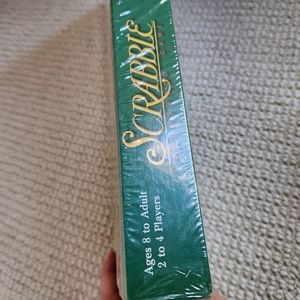 SCRABBLE
Ages 8 to Adult
2 to 4 Players